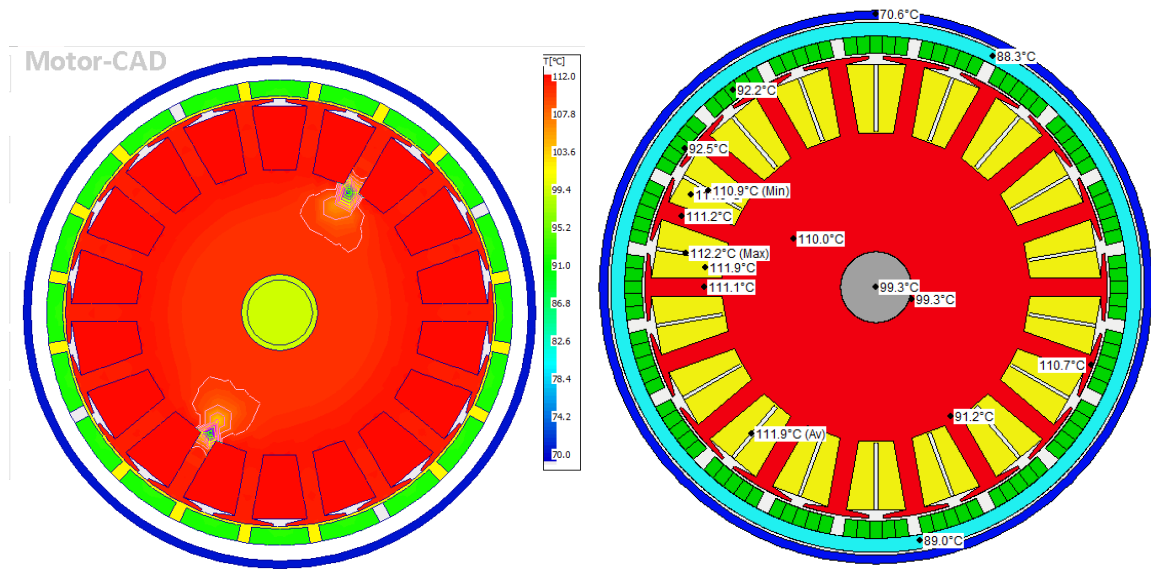 Motor-CAD
T[°C]
112.0
107.8
103.6
99.4
95.2
91.0
86.8
82.6
78.4
74.2
70.0
70.6°C
88.3°C
92.2°C
92.5°C
110.9°C (Min)
111.2°C
110.0°C
112.2°C (Max)
111.9°C
111.1°C
99.3°C
99.3°C
110.7°C
91.2°C
111.9°C (Av)
89.0°C